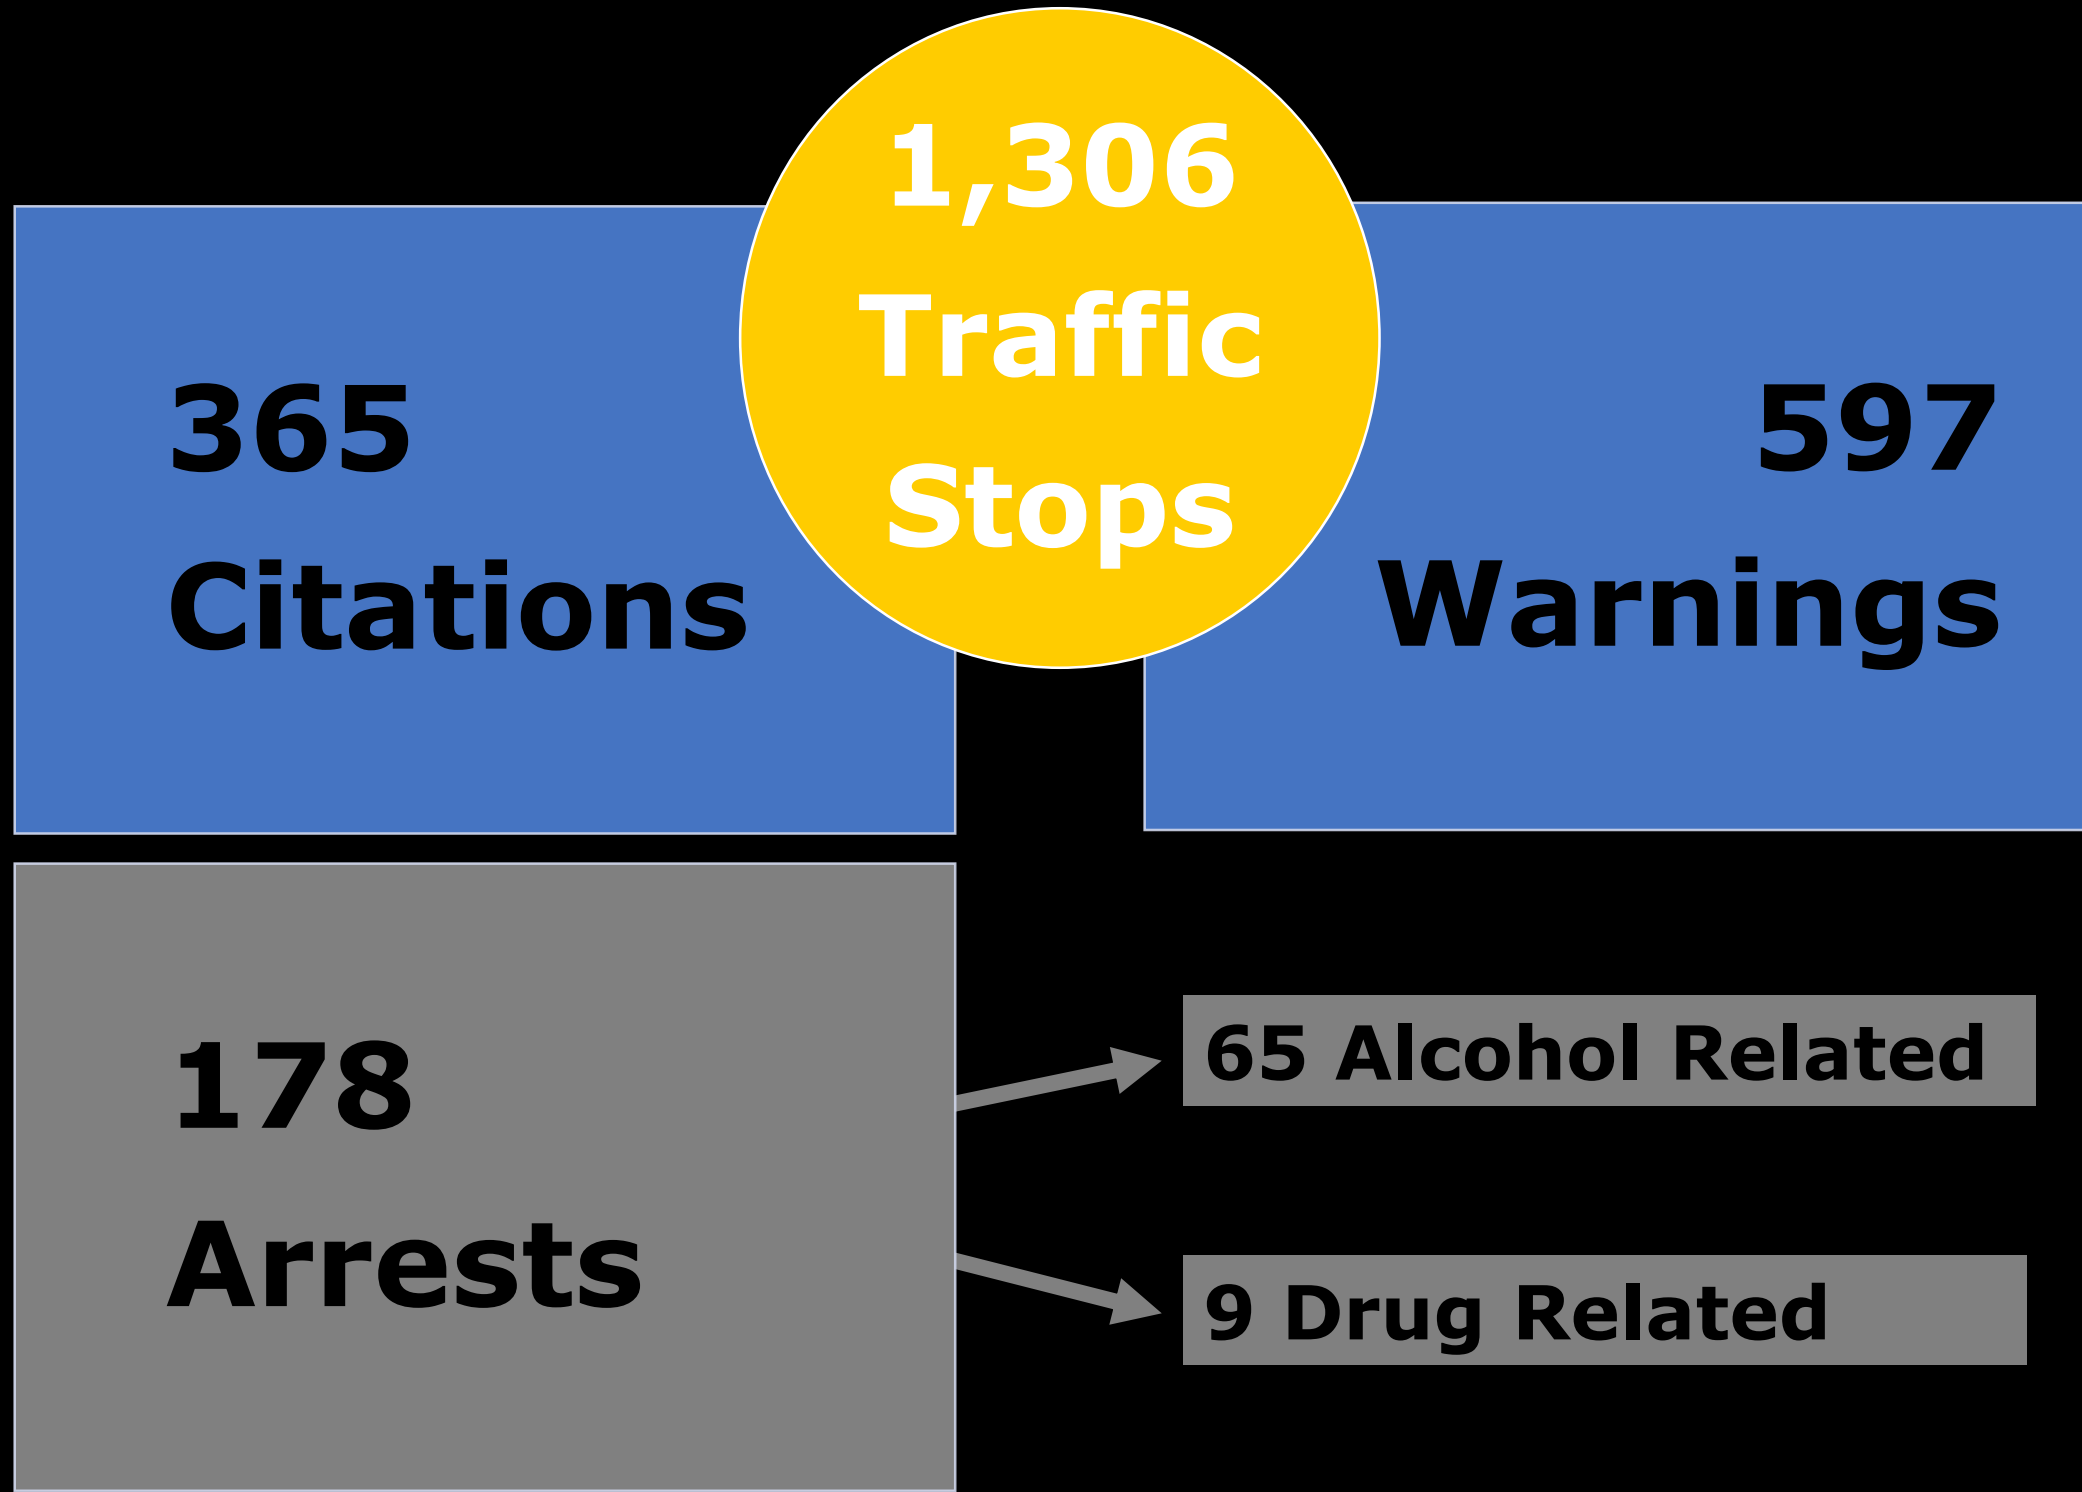 1,306
Traffic
Stops
365
Citations
597
Warnings
178
Arrests
65 Alcohol Related
9 Drug Related